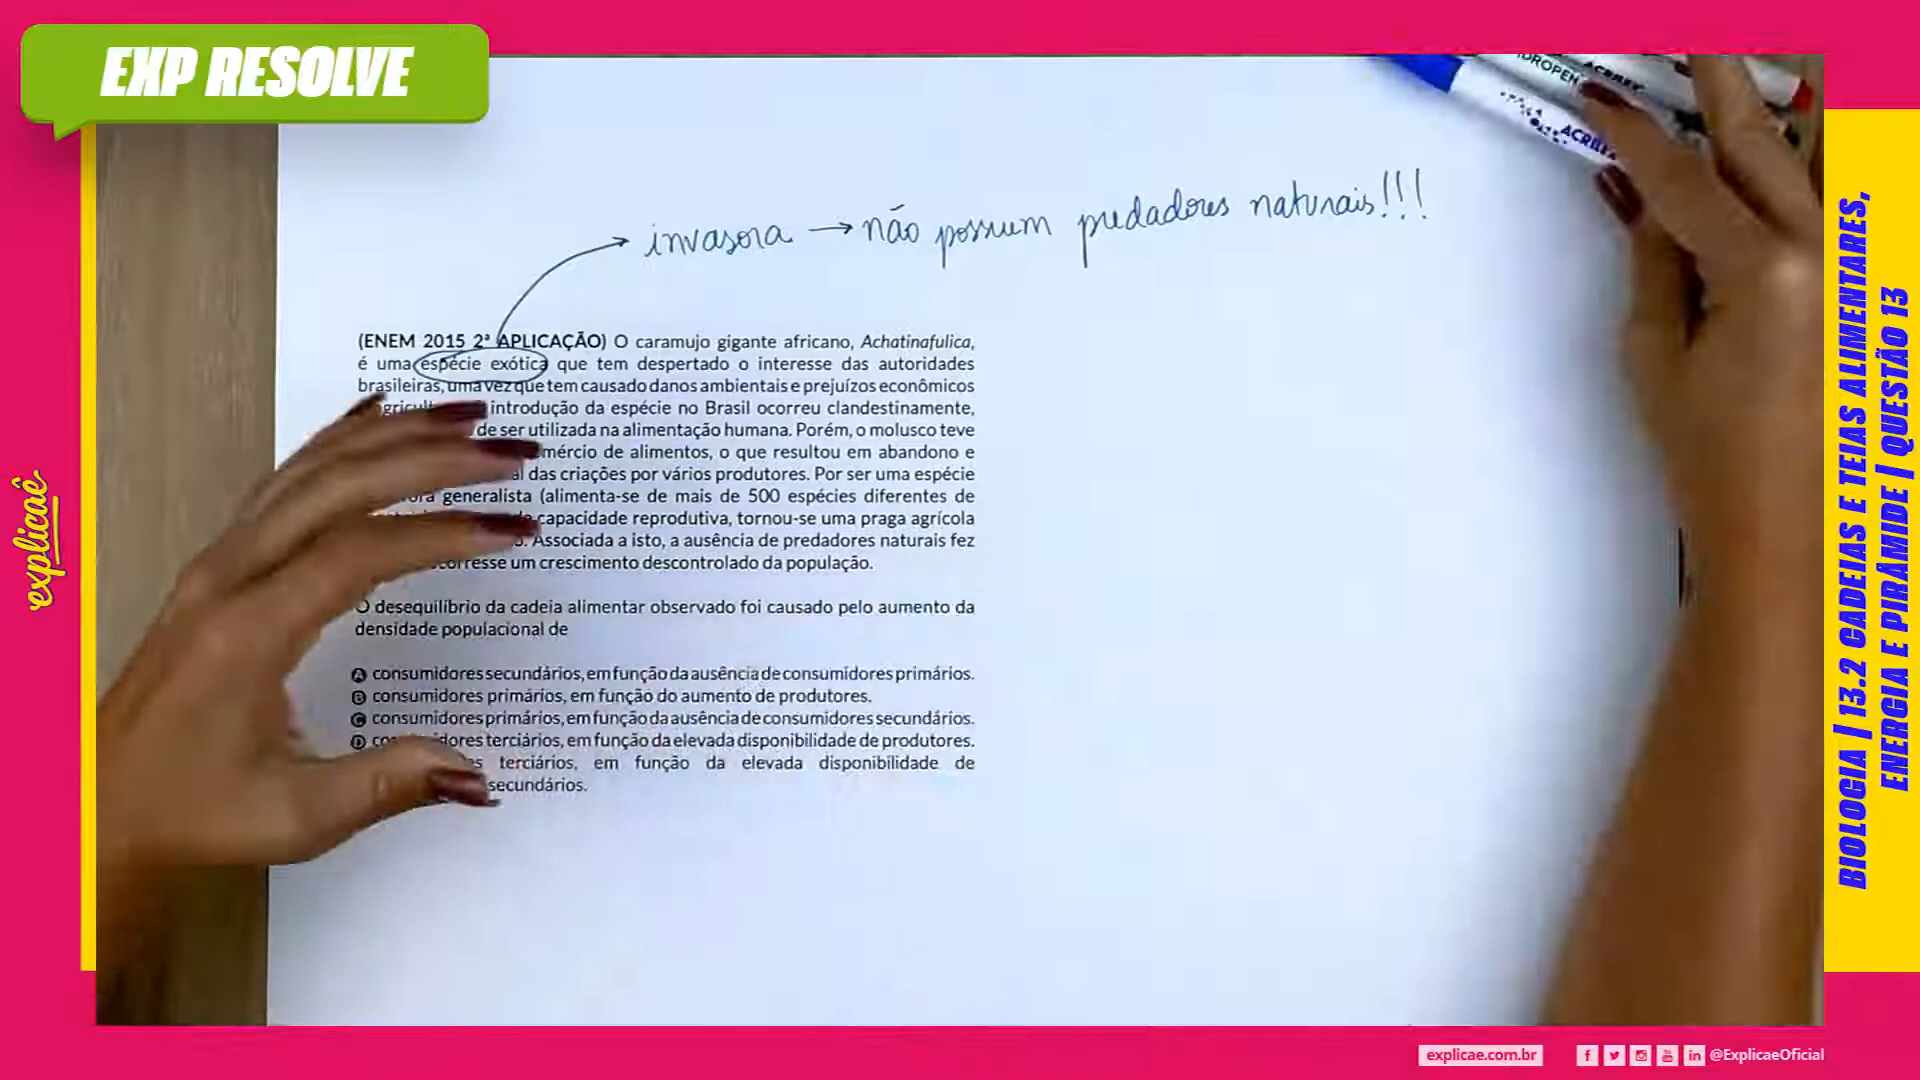 EXP RESOLVE
invasora → não possuem predadores naturais!!!
(ENEM 2015 2ª APLICAÇÃO) O caramujo gigante africano, Achatinafulica,
é uma espécie exótica que tem despertado o interesse das autoridades
brasileiras, uma vez que tem causado danos ambientais e prejuízos econômicos
introdução da espécie no Brasil ocorreu clandestinamente,
de ser utilizada na alimentação humana. Porém, o molusco teve
de alimentos, o que resultou em abandono e
das criações por vários produtores. Por ser uma espécie
generalista (alimenta-se de mais de 500 espécies diferentes de
capacidade reprodutiva, tornou-se uma praga agrícola
Associada a isto, a ausência de predadores naturais fez
um crescimento descontrolado da população.
O desequilíbrio da cadeia alimentar observado foi causado pelo aumento da
densidade populacional de
A consumidores secundários, em função da ausência de consumidores primários.
B consumidores primários, em função do aumento de produtores.
C consumidores primários, em função da ausência de consumidores secundários.
D terciários, em função da elevada disponibilidade de produtores.
terciários, em função da elevada disponibilidade de
secundários.
IDROPEN
ACRILEX
explicaê
BIOLOGIA | 13.2 CADEIAS E TEIAS ALIMENTARES,
ENERGIA E PIRÂMIDE | QUESTÃO 13
explicae.com.br
@ExplicaeOficial